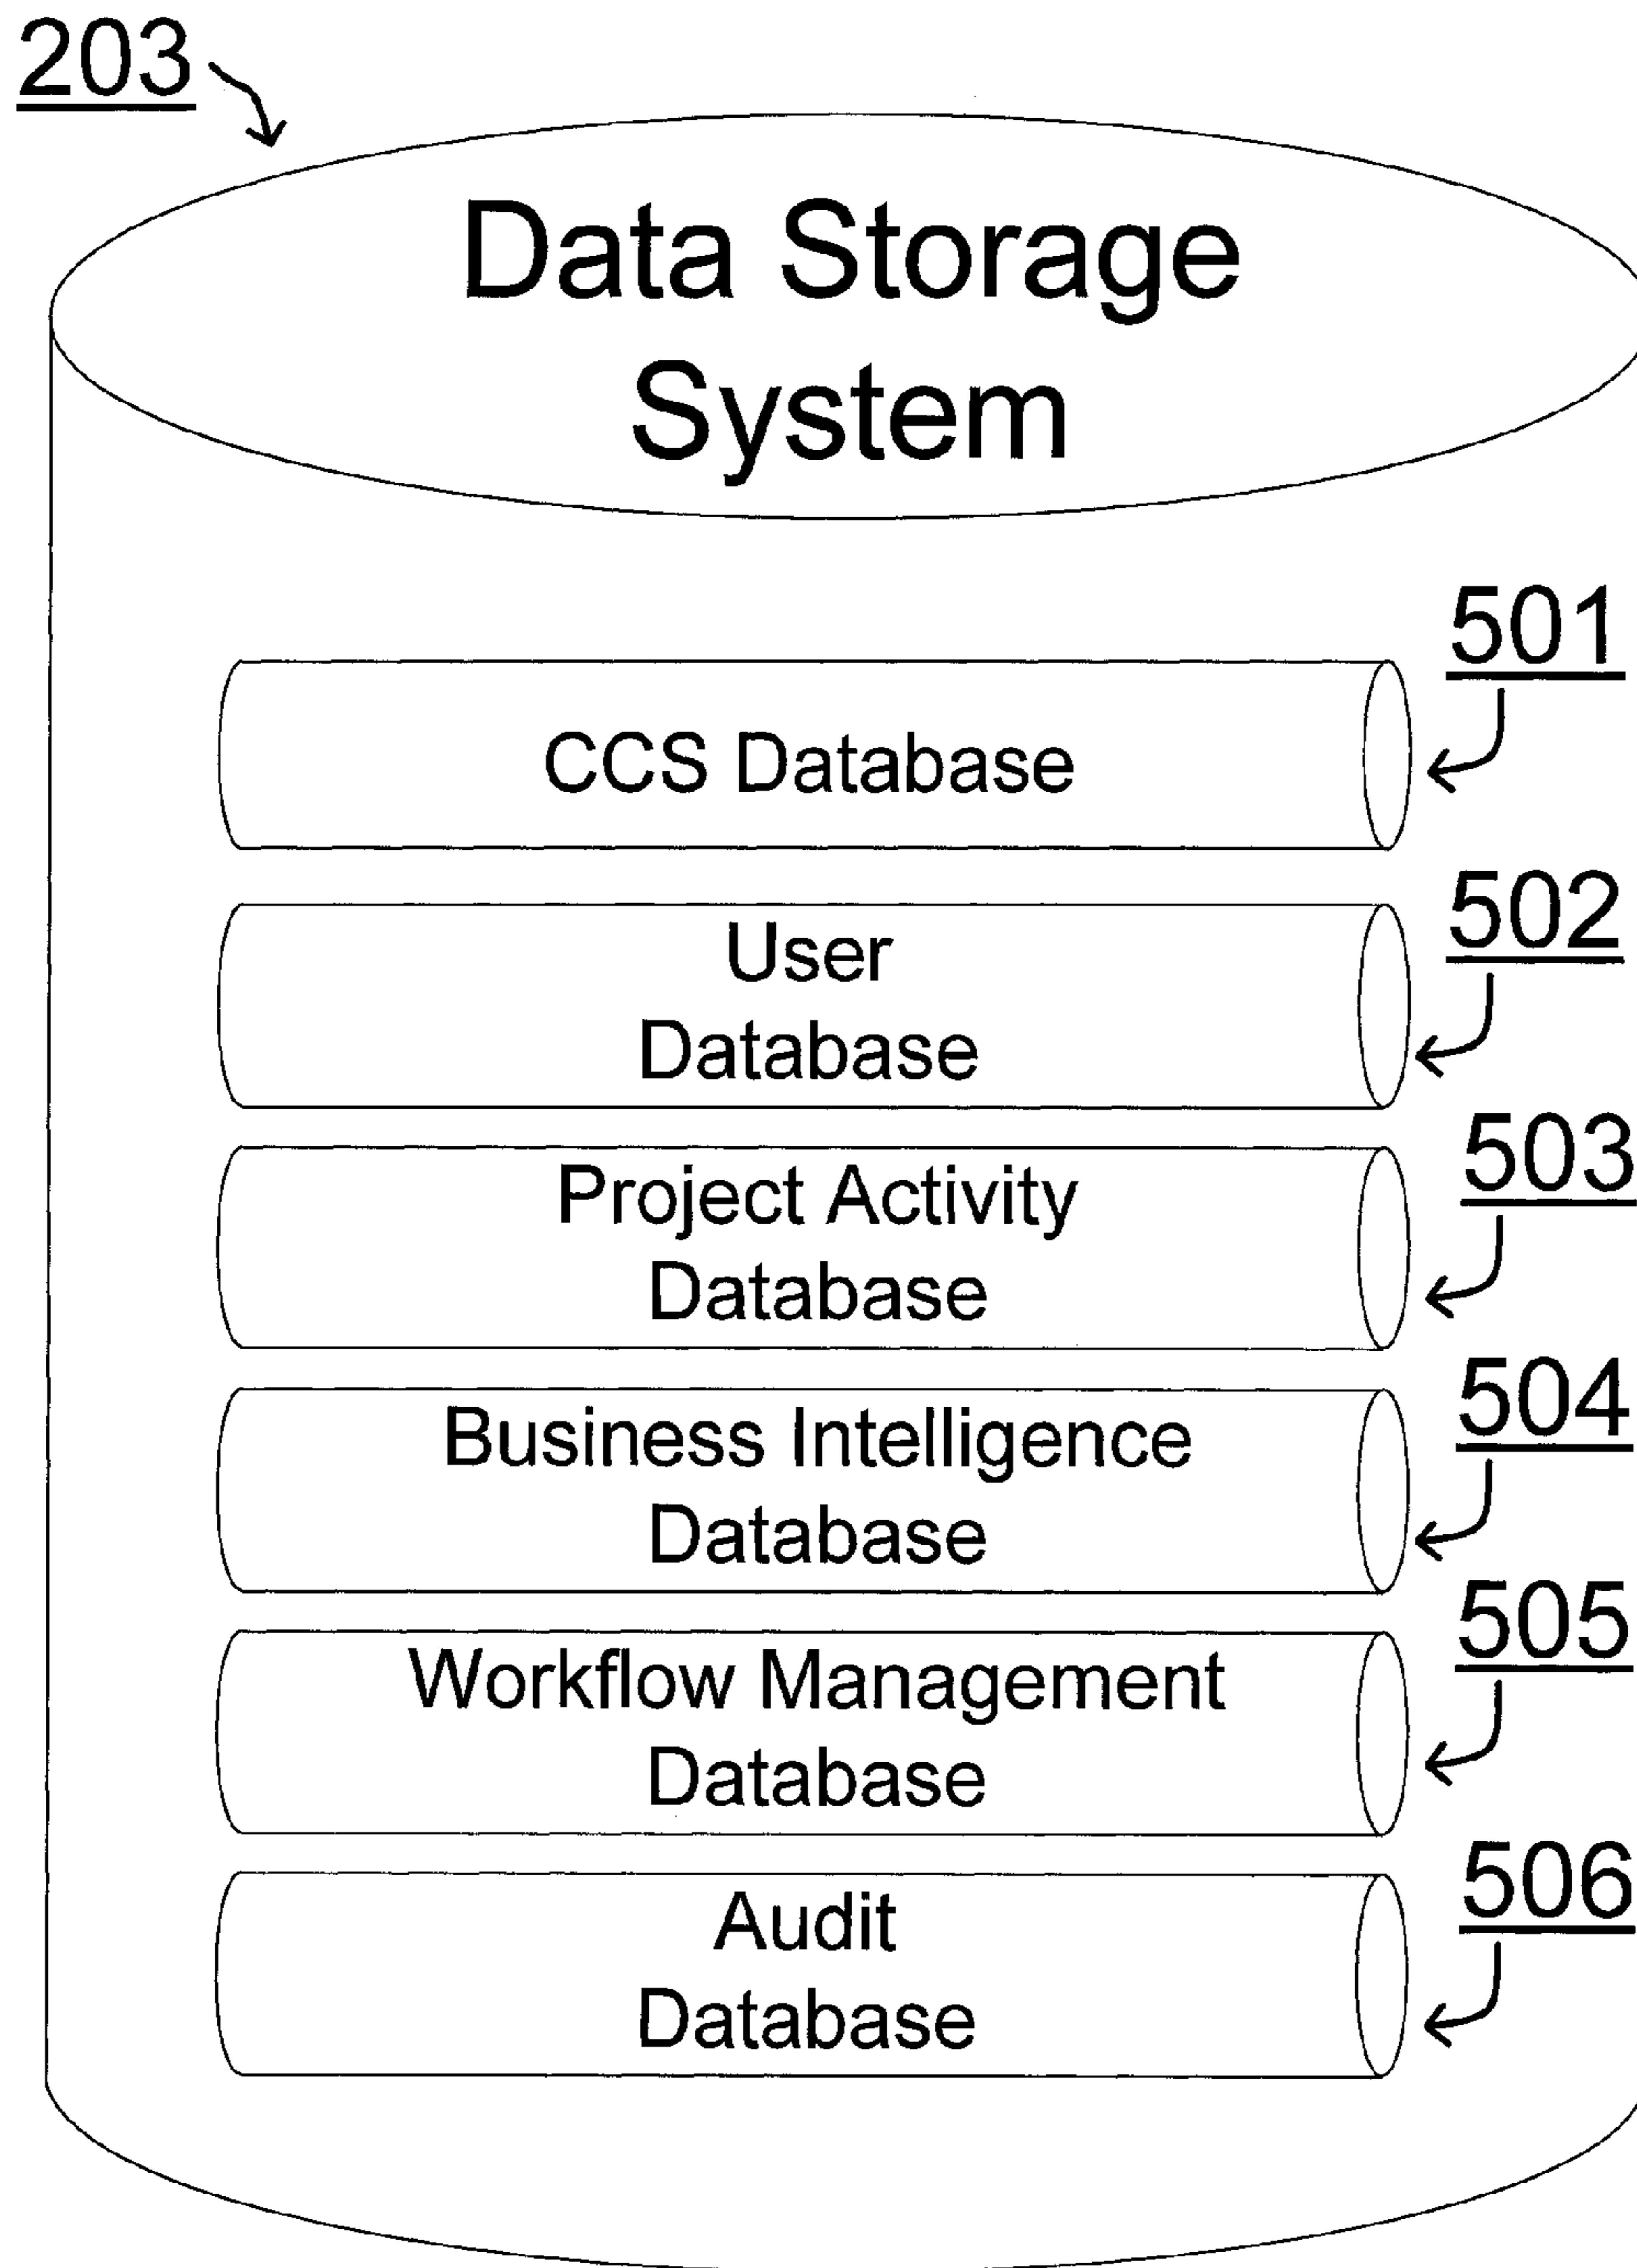 203
Data Storage
System
501
CCS Database
502
User
Database
503
Project Activity
Database
504
Business Intelligence
Database
505
Workflow Management
Database
506
Audit
Database